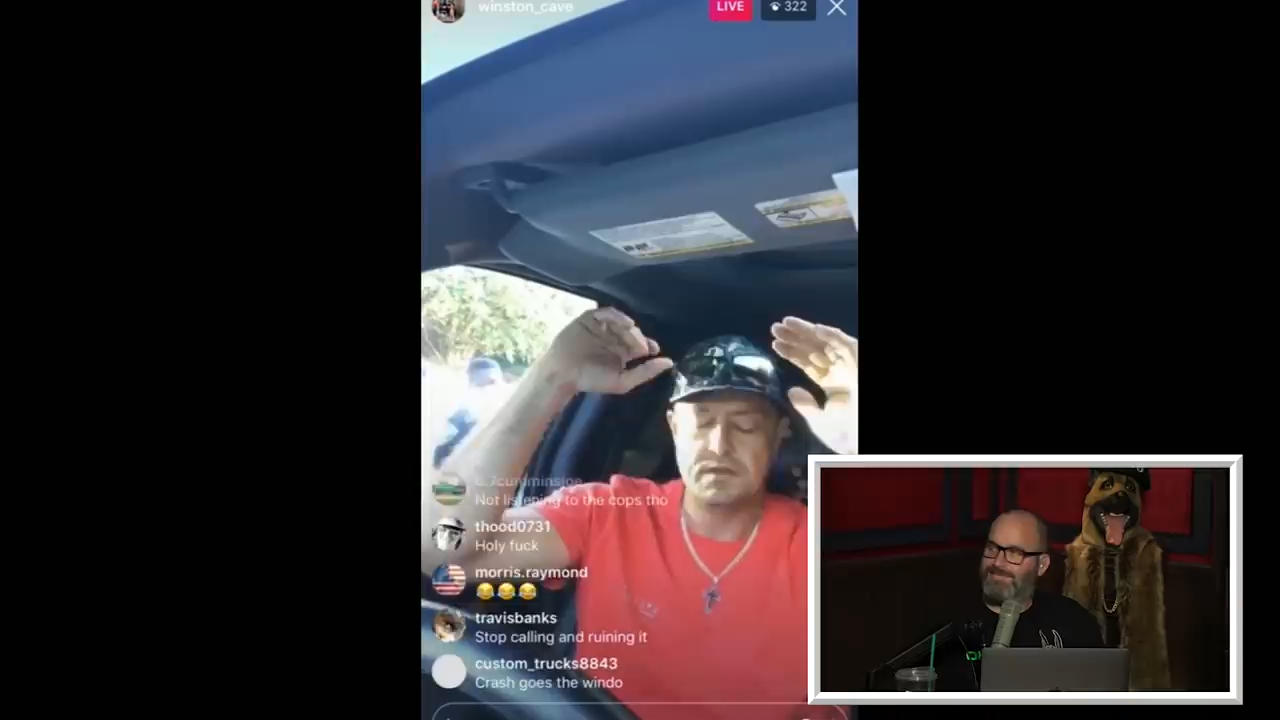 winston_cave
LIVE
322
Not listening to the cops tho
thood0731
Holy fuck
morris.raymond
😂😂😂
travisbanks
Stop calling and ruining it
custom_trucks8843
Crash goes the windo